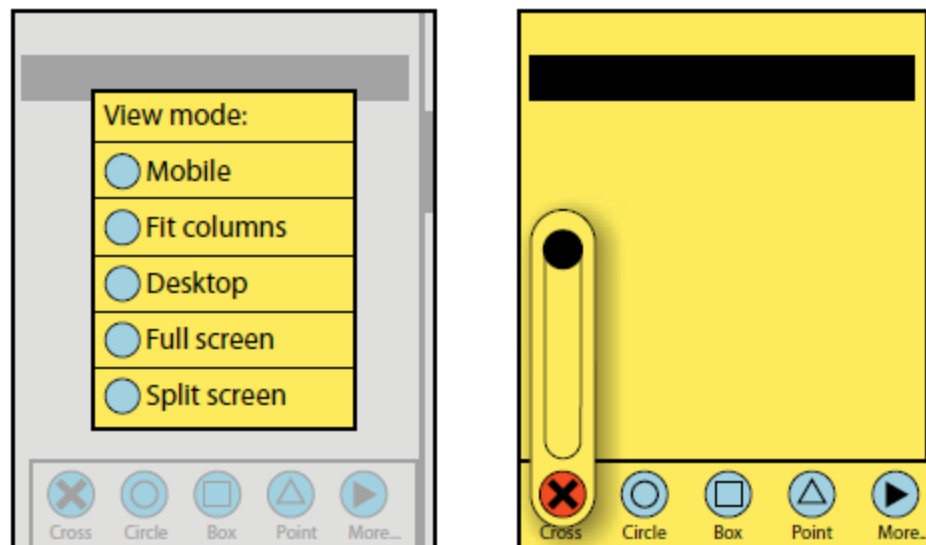 View mode:
Mobile
Fit columns
Desktop
Full screen
Split screen
Cross Circle Box Point More...
Cross Circle Box Point More...